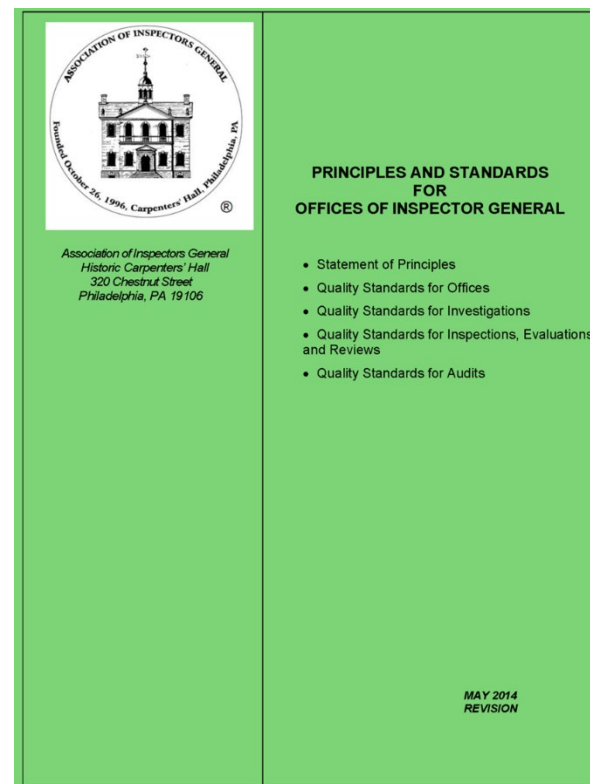 ASSOCIATION OF INSPECTORS GENERAL
Founded October 26, 1996, Carpenters' Hall, Philadelphia, PA
®
Association of Inspectors General
Historic Carpenters' Hall
320 Chestnut Street
Philadelphia, PA 19106
PRINCIPLES AND STANDARDS
FOR
OFFICES OF INSPECTOR GENERAL
• Statement of Principles
• Quality Standards for Offices
• Quality Standards for Investigations
• Quality Standards for Inspections, Evaluations
and Reviews
• Quality Standards for Audits
MAY 2014
REVISION